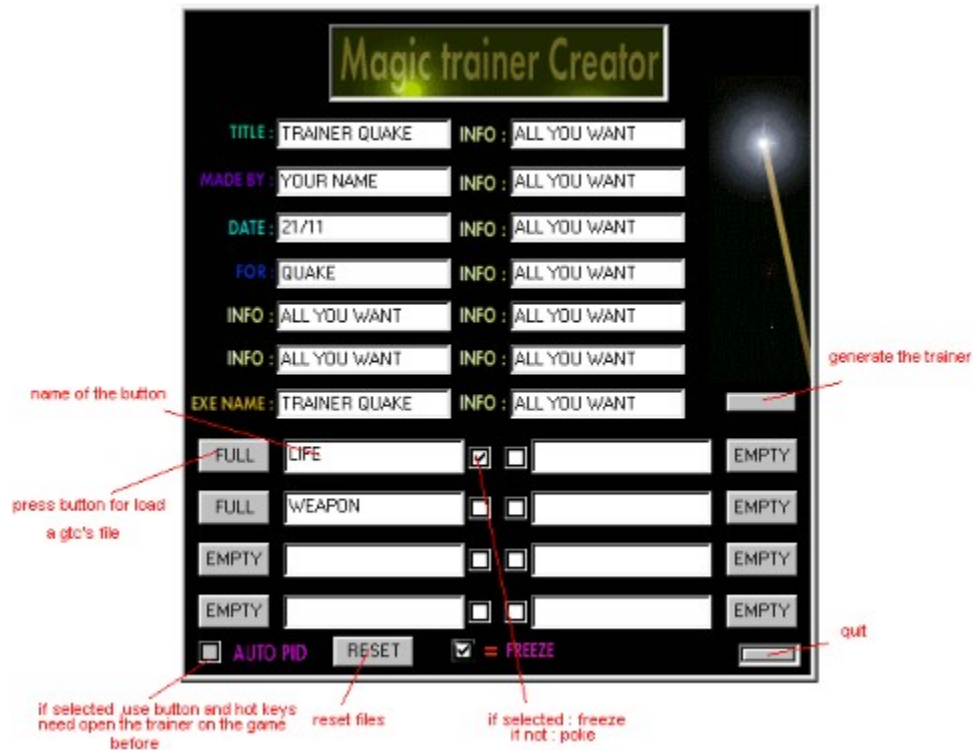 Magic trainer Creator
TITLE : TRAINER QUAKE INFO : ALL YOU WANT
MADE BY : YOUR NAME INFO : ALL YOU WANT
DATE : 21/11 INFO : ALL YOU WANT
FOR : QUAKE INFO : ALL YOU WANT
INFO : ALL YOU WANT INFO : ALL YOU WANT
INFO : ALL YOU WANT INFO : ALL YOU WANT
generate the trainer
name of the button
EXE NAME : TRAINER QUAKE INFO : ALL YOU WANT
FULL LIFE EMPTY
press button for load
a gtc's file
FULL WEAPON EMPTY
EMPTY EMPTY
EMPTY EMPTY
AUTO PID RESET = FREEZE
quit
if selected ,use button and hot keys
need open the trainer on the game
before
reset files
if selected : freeze
if not : poke